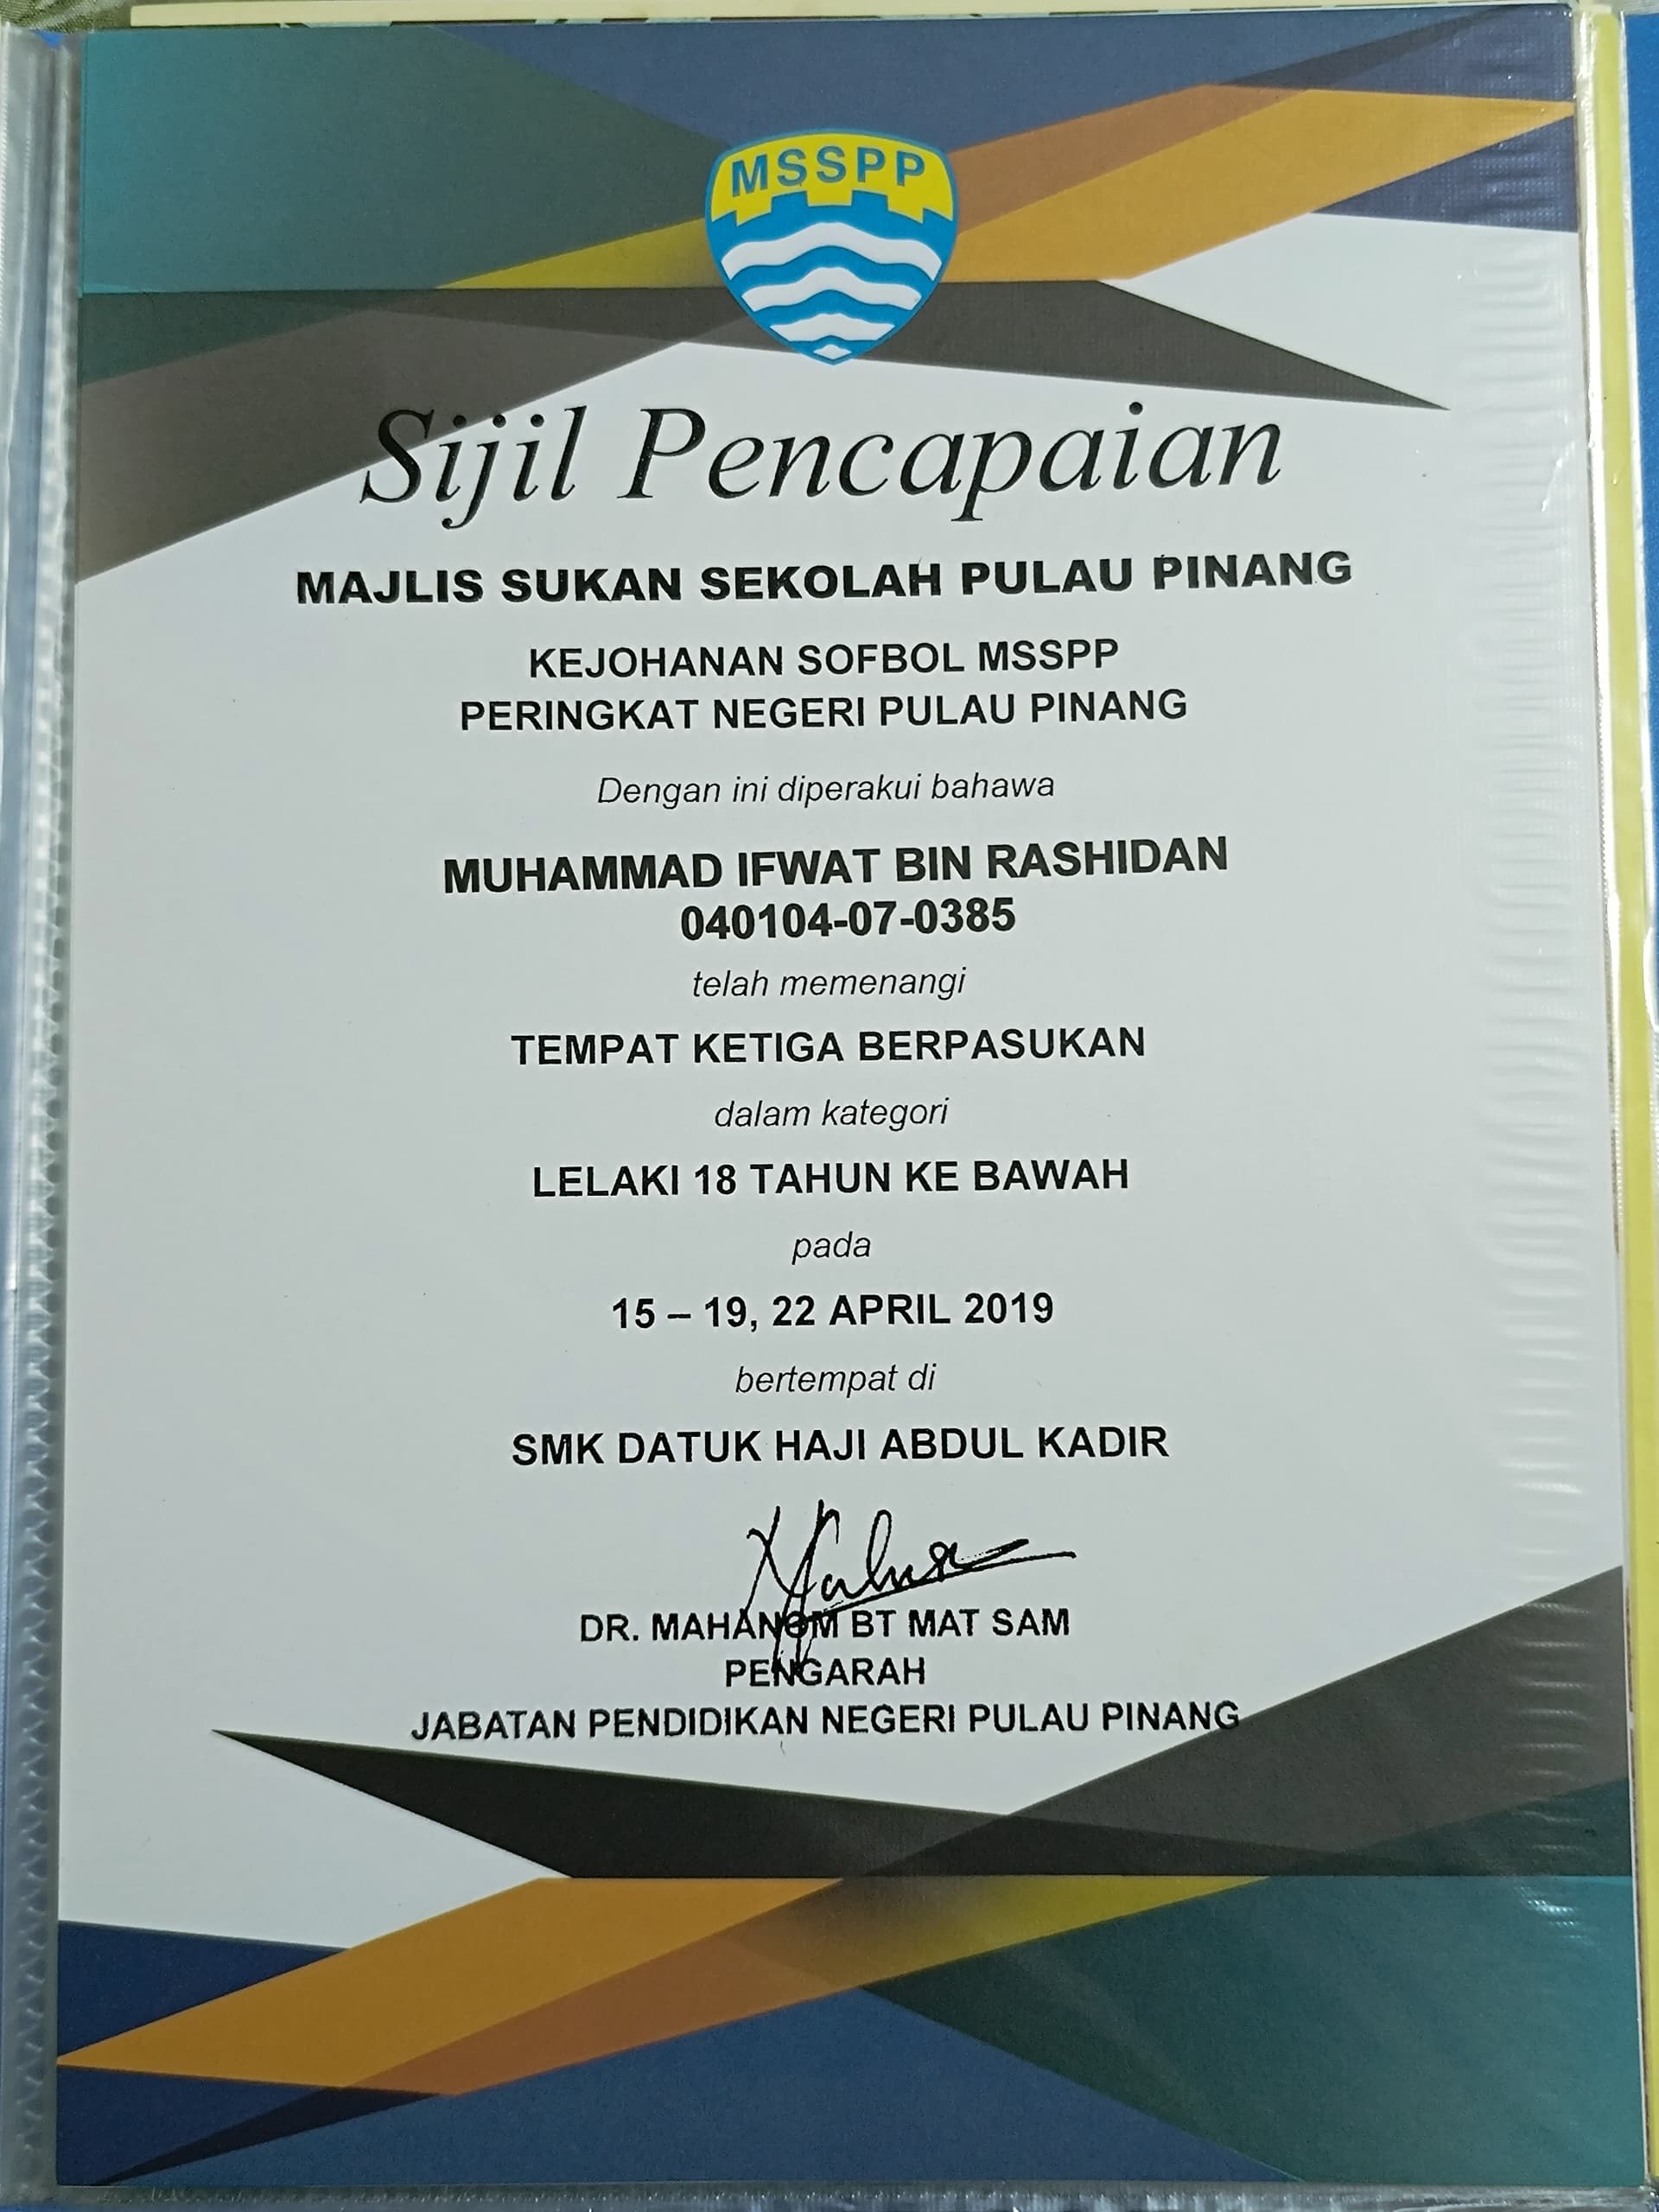 MSSPP
Sijil Pencapaian
MAJLIS SUKAN SEKOLAH PULAU PINANG
KEJOHANAN SOFBOL MSSPP
PERINGKAT NEGERI PULAU PINANG
Dengan ini diperakui bahawa
MUHAMMAD IFWAT BIN RASHIDAN
040104-07-0385
telah memenangi
TEMPAT KETIGA BERPASUKAN
dalam kategori
LELAKI 18 TAHUN KE BAWAH
pada
15 – 19, 22 APRIL 2019
bertempat di
SMK DATUK HAJI ABDUL KADIR
DR. MAHANOM BT MAT SAM
PENGARAH
JABATAN PENDIDIKAN NEGERI PULAU PINANG